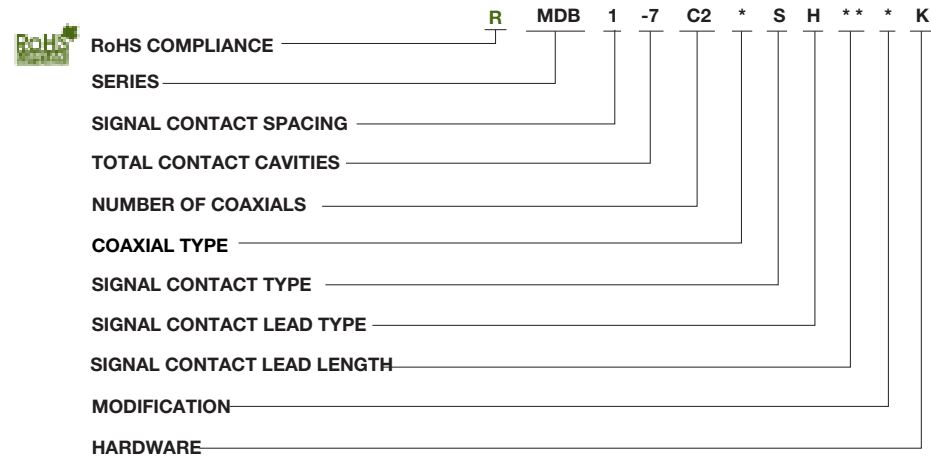 R MDB 1 -7 C2 * S H ** * K
RoHS
RoHS COMPLIANCE
SERIES
SIGNAL CONTACT SPACING
TOTAL CONTACT CAVITIES
NUMBER OF COAXIALS
COAXIAL TYPE
SIGNAL CONTACT TYPE
SIGNAL CONTACT LEAD TYPE
SIGNAL CONTACT LEAD LENGTH
MODIFICATION
HARDWARE